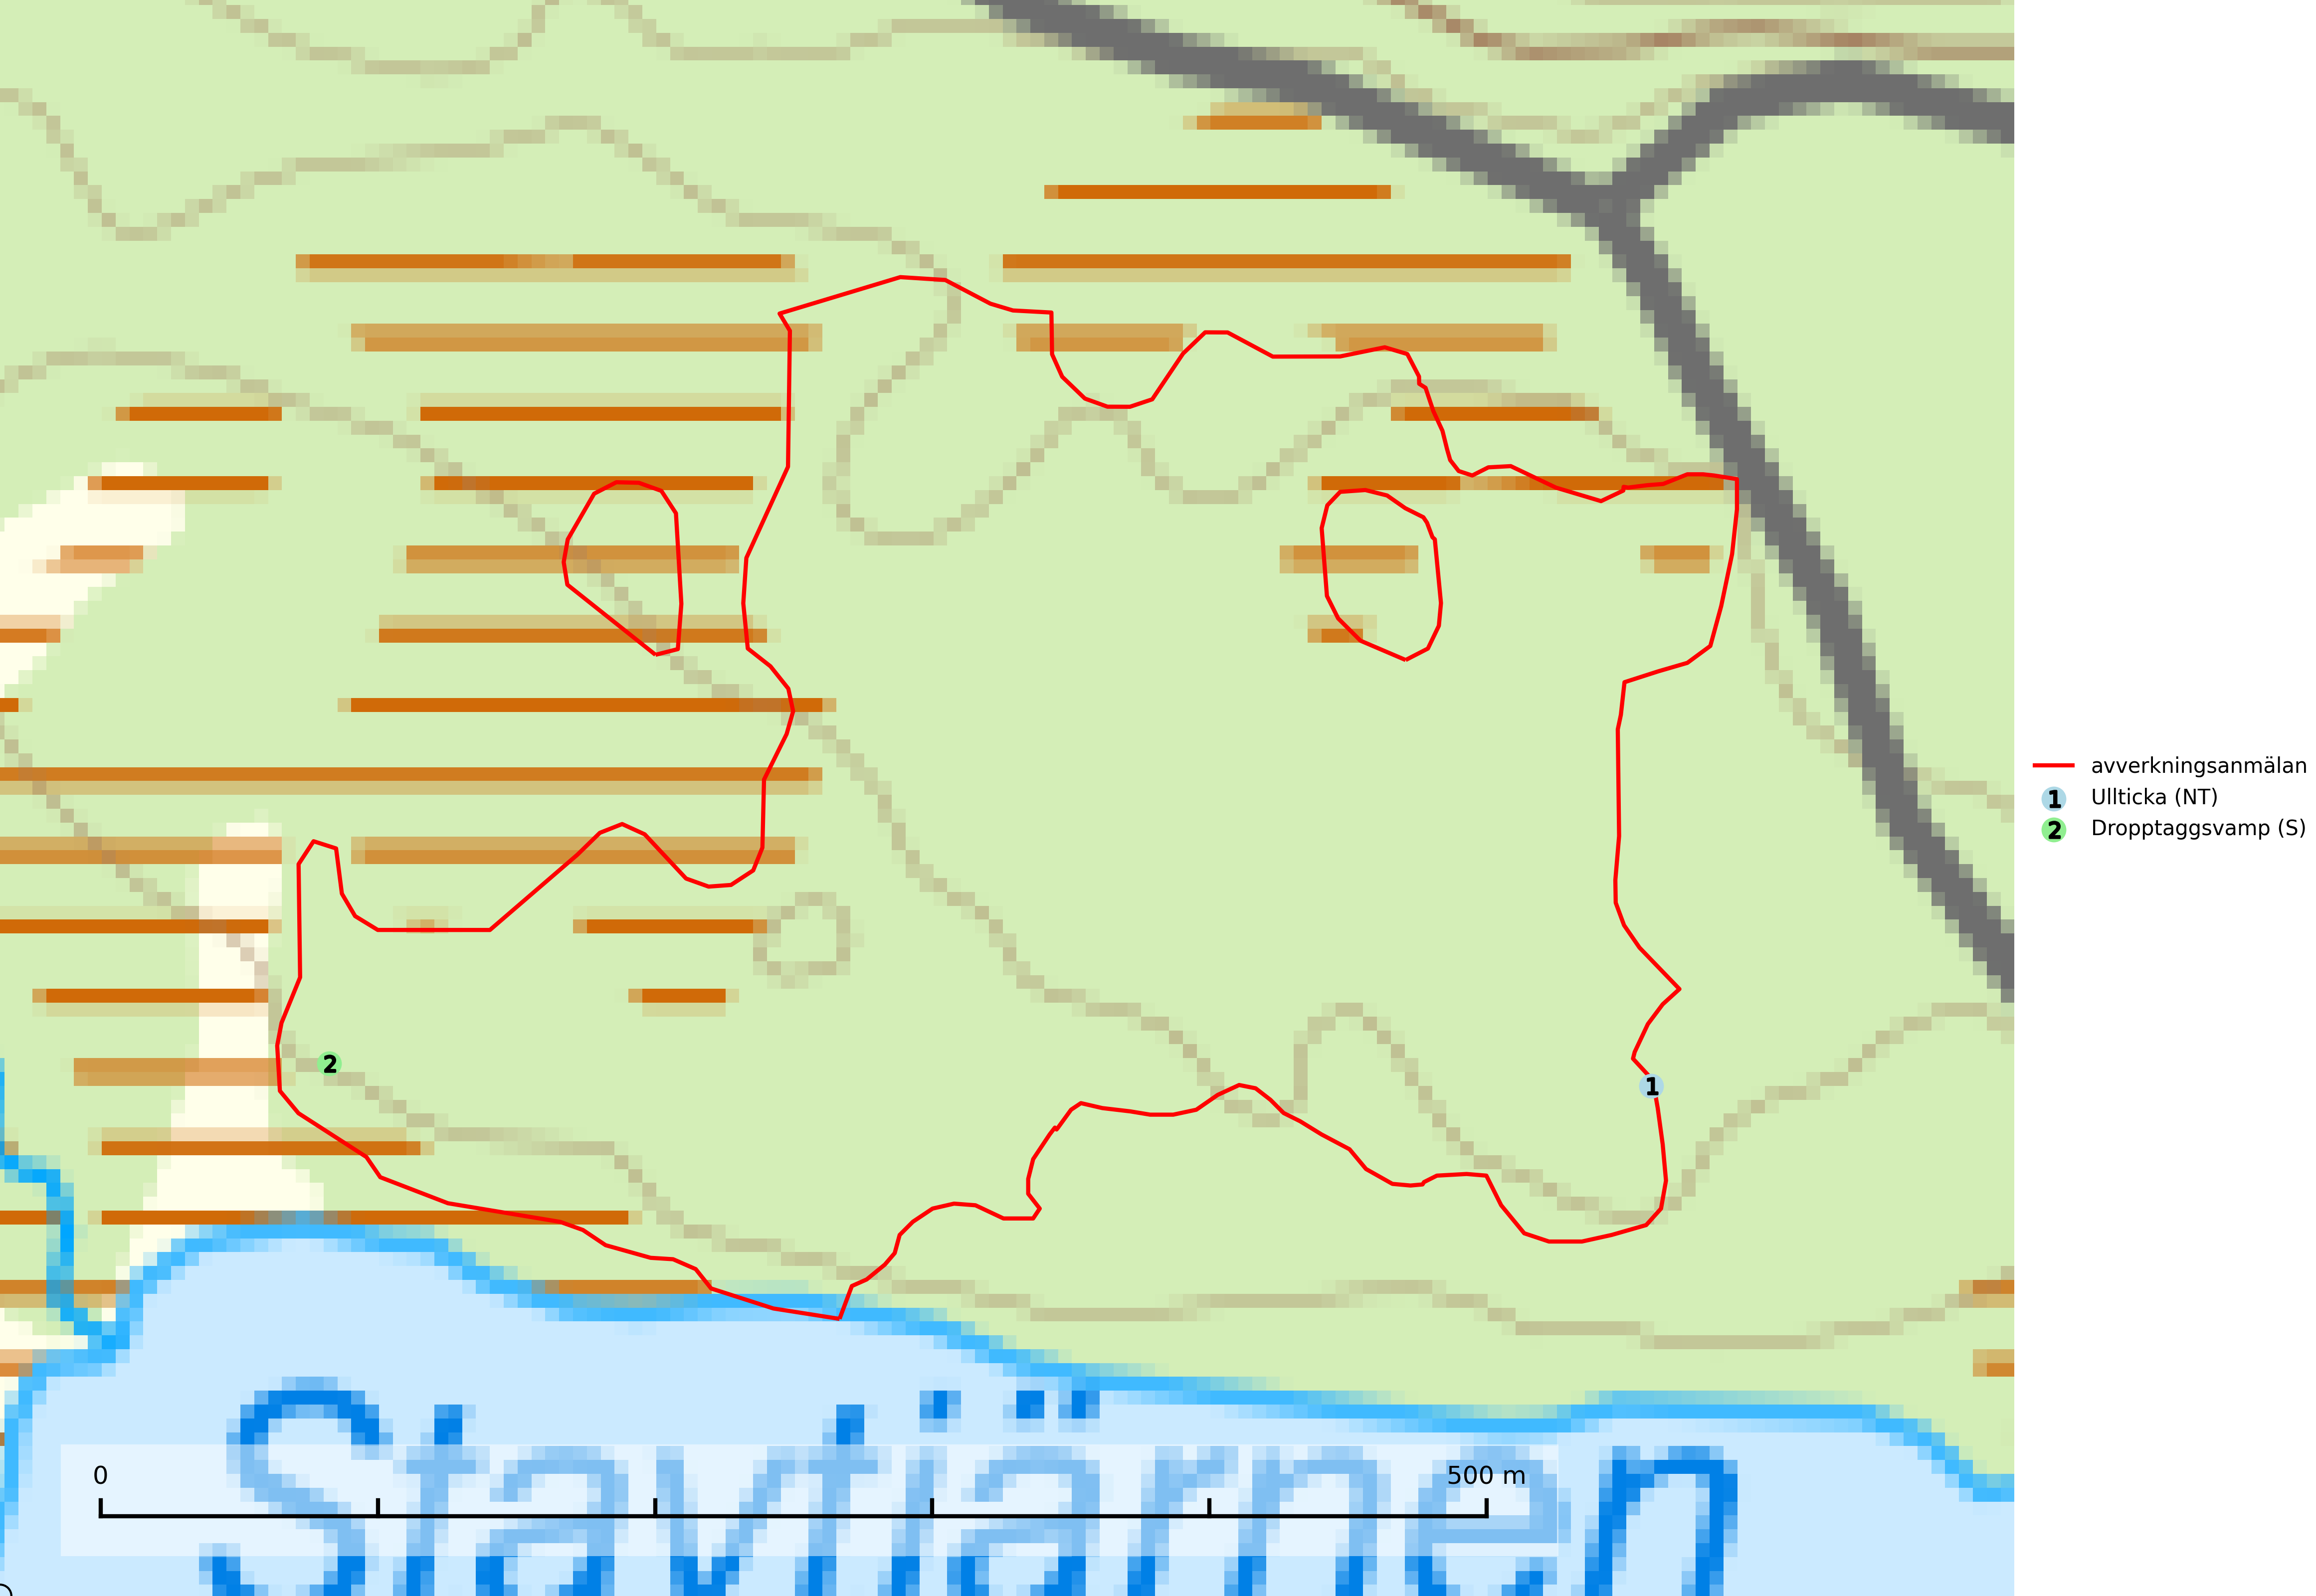 avverkningsanmälan
1 Ullticka (NT)
2 Dropptaggsvamp (S)
2
1
Stavtjärnen
0 500 m